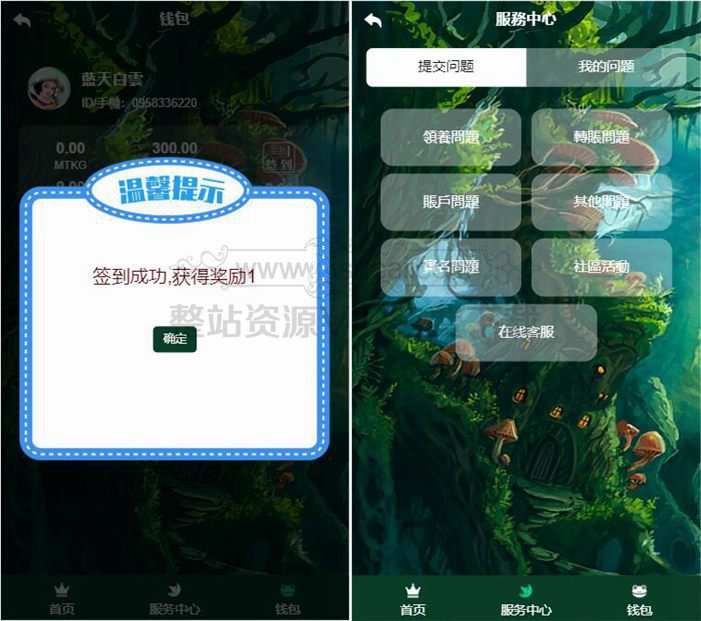 钱包
藍天白雲
ID/手機: 0958336220
0.00 300.00
MTKG
签到
温馨提示
签到成功,获得奖励1
确定
首页 服务中心 钱包
服務中心
提交问题 我的问题
領養問題 轉賬問題
賬戶問題 其他問題
實名問題 社區活動
在线客服
首页 服务中心 钱包
www.
整站资源